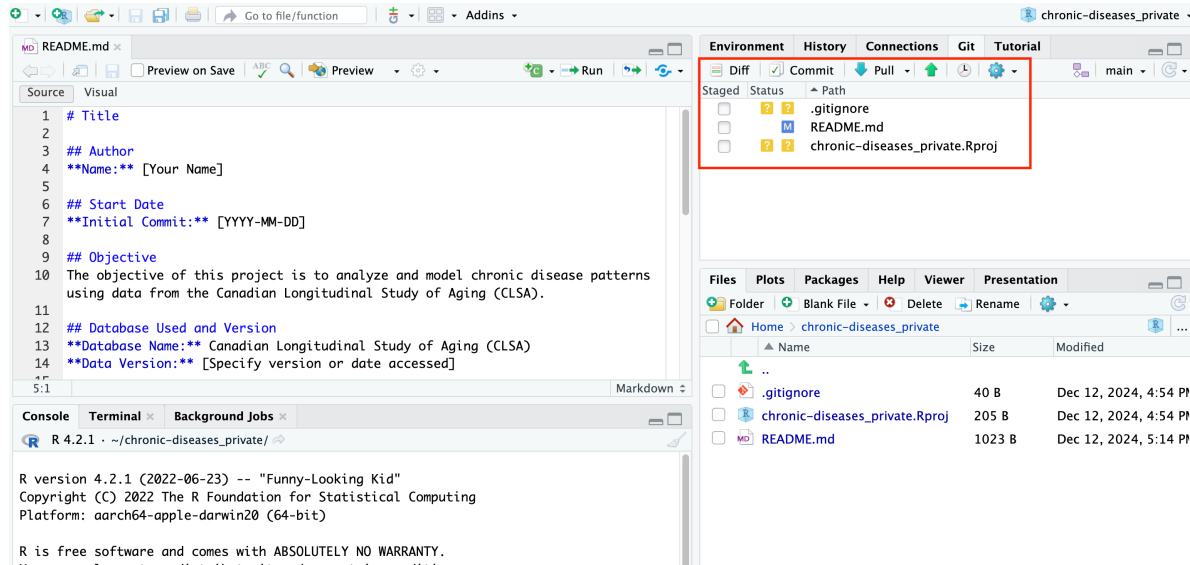 Go to file/function
Addins
chronic-diseases_private
README.md
Preview on Save
ABC
Preview
Run
Source
Visual
1 # Title
2
3 ## Author
4 **Name:** [Your Name]
5
6 ## Start Date
7 **Initial Commit:** [YYYY-MM-DD]
8
9 ## Objective
10 The objective of this project is to analyze and model chronic disease patterns
using data from the Canadian Longitudinal Study of Aging (CLSA).
11
12 ## Database Used and Version
13 **Database Name:** Canadian Longitudinal Study of Aging (CLSA)
14 **Data Version:** [Specify version or date accessed]
5:1
Markdown
Console Terminal Background Jobs
R 4.2.1 · ~/chronic-diseases_private/
R version 4.2.1 (2022-06-23) -- "Funny-Looking Kid"
Copyright (C) 2022 The R Foundation for Statistical Computing
Platform: aarch64-apple-darwin20 (64-bit)
R is free software and comes with ABSOLUTELY NO WARRANTY.
Environment History Connections Git Tutorial
Diff Commit Pull main
Staged Status Path
? ? .gitignore
M README.md
? ? chronic-diseases_private.Rproj
Files Plots Packages Help Viewer Presentation
Folder Blank File Delete Rename
Home > chronic-diseases_private
...
Name Size Modified
..
.gitignore 40 B Dec 12, 2024, 4:54 PM
chronic-diseases_private.Rproj 205 B Dec 12, 2024, 4:54 PM
MD README.md 1023 B Dec 12, 2024, 5:14 PM